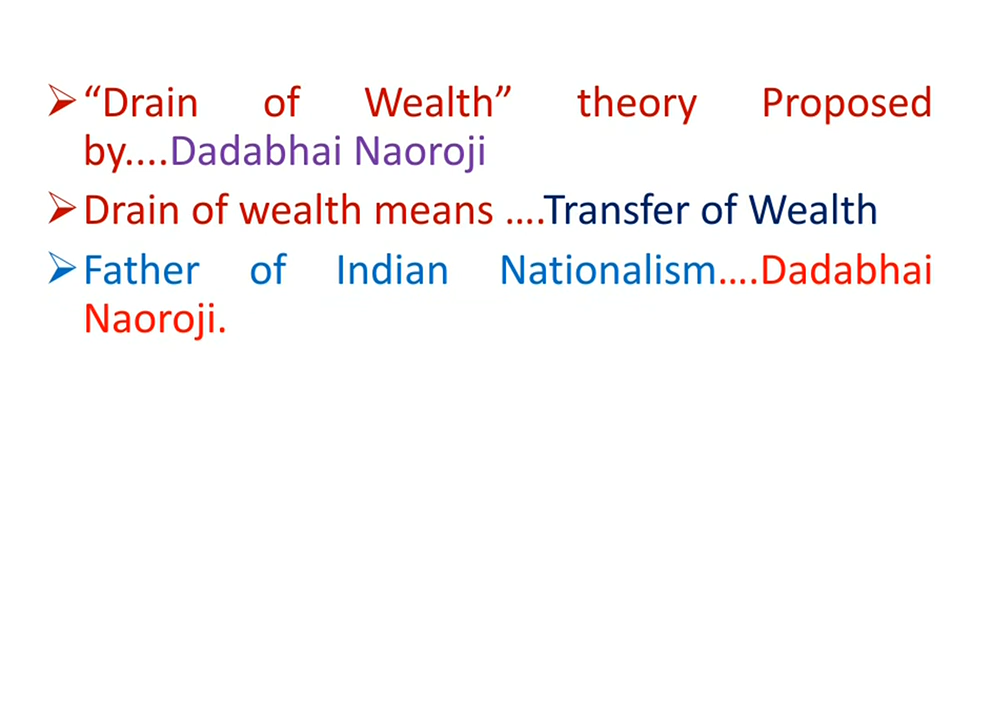 ➢“Drain of Wealth” theory Proposed
by....Dadabhai Naoroji
➢Drain of wealth means ....Transfer of Wealth
➢Father of Indian Nationalism....Dadabhai
Naoroji.